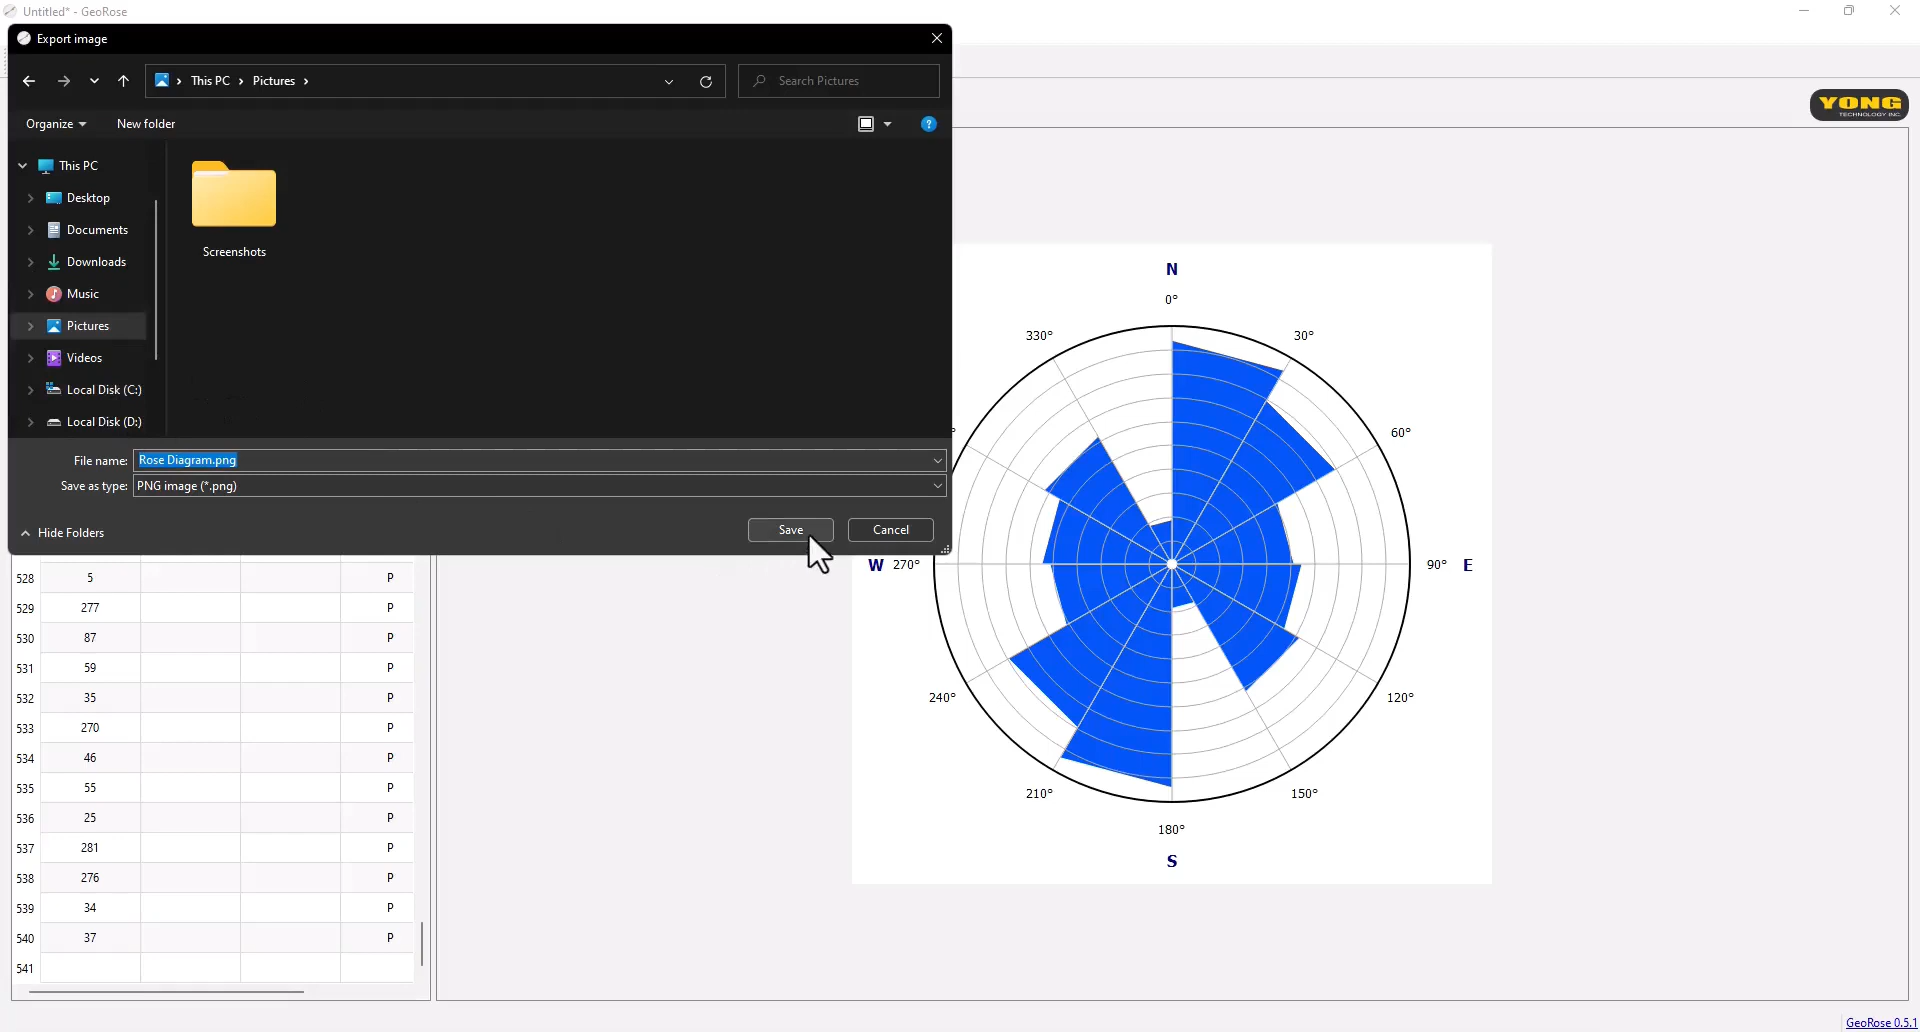 Untitled* - GeoRose
Export image
This PC
Pictures
Search Pictures
Organize
New folder
YONG
TECHNOLOGY INC.
This PC
Desktop
Documents
Downloads
Music
Pictures
Videos
Local Disk (C:)
Local Disk (D:)
Screenshots
File name: Rose Diagram.png
Save as type: PNG image (*.png)
Hide Folders
Save
Cancel
528 5 P
529 277 P
530 87 P
531 59 P
532 35 P
533 270 P
534 46 P
535 55 P
536 25 P
537 281 P
538 276 P
539 34 P
540 37 P
541
N
0°
330°
30°
60°
W 270°
90° E
240°
120°
210°
150°
180°
S
GeoRose 0.5.1